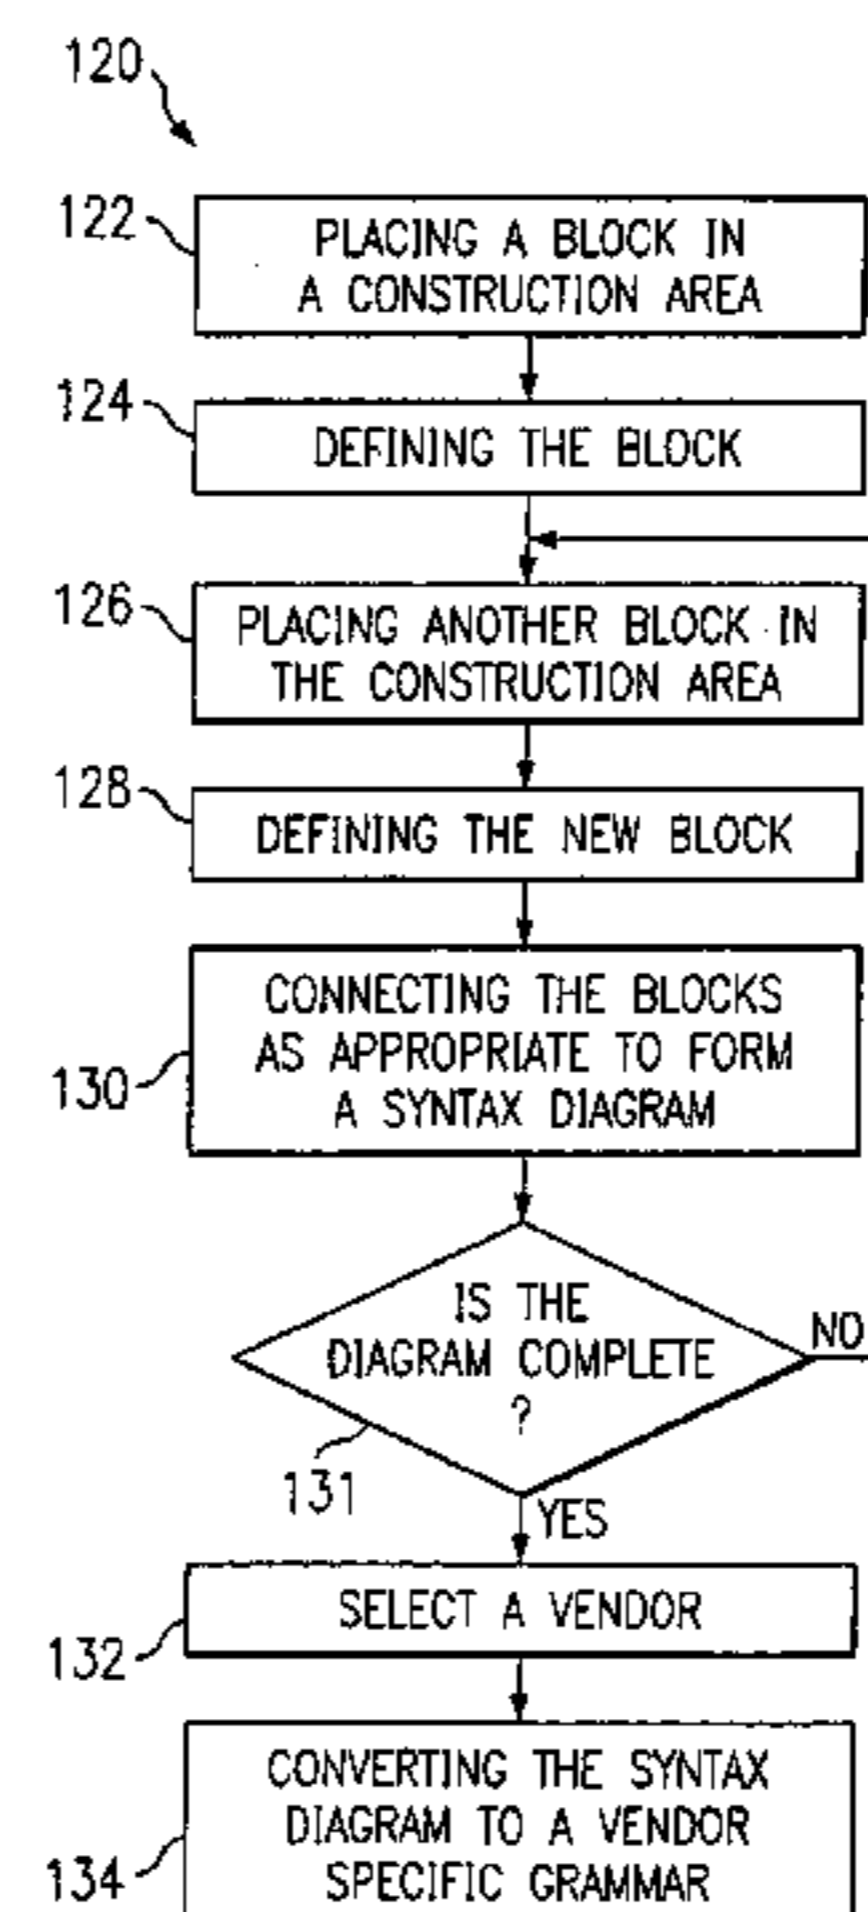 120
122
PLACING A BLOCK IN
A CONSTRUCTION AREA
124
DEFINING THE BLOCK
126
PLACING ANOTHER BLOCK IN
THE CONSTRUCTION AREA
128
DEFINING THE NEW BLOCK
130
CONNECTING THE BLOCKS
AS APPROPRIATE TO FORM
A SYNTAX DIAGRAM
IS THE
DIAGRAM COMPLETE
?
NO
131
YES
132
SELECT A VENDOR
134
CONVERTING THE SYNTAX
DIAGRAM TO A VENDOR
SPECIFIC GRAMMAR